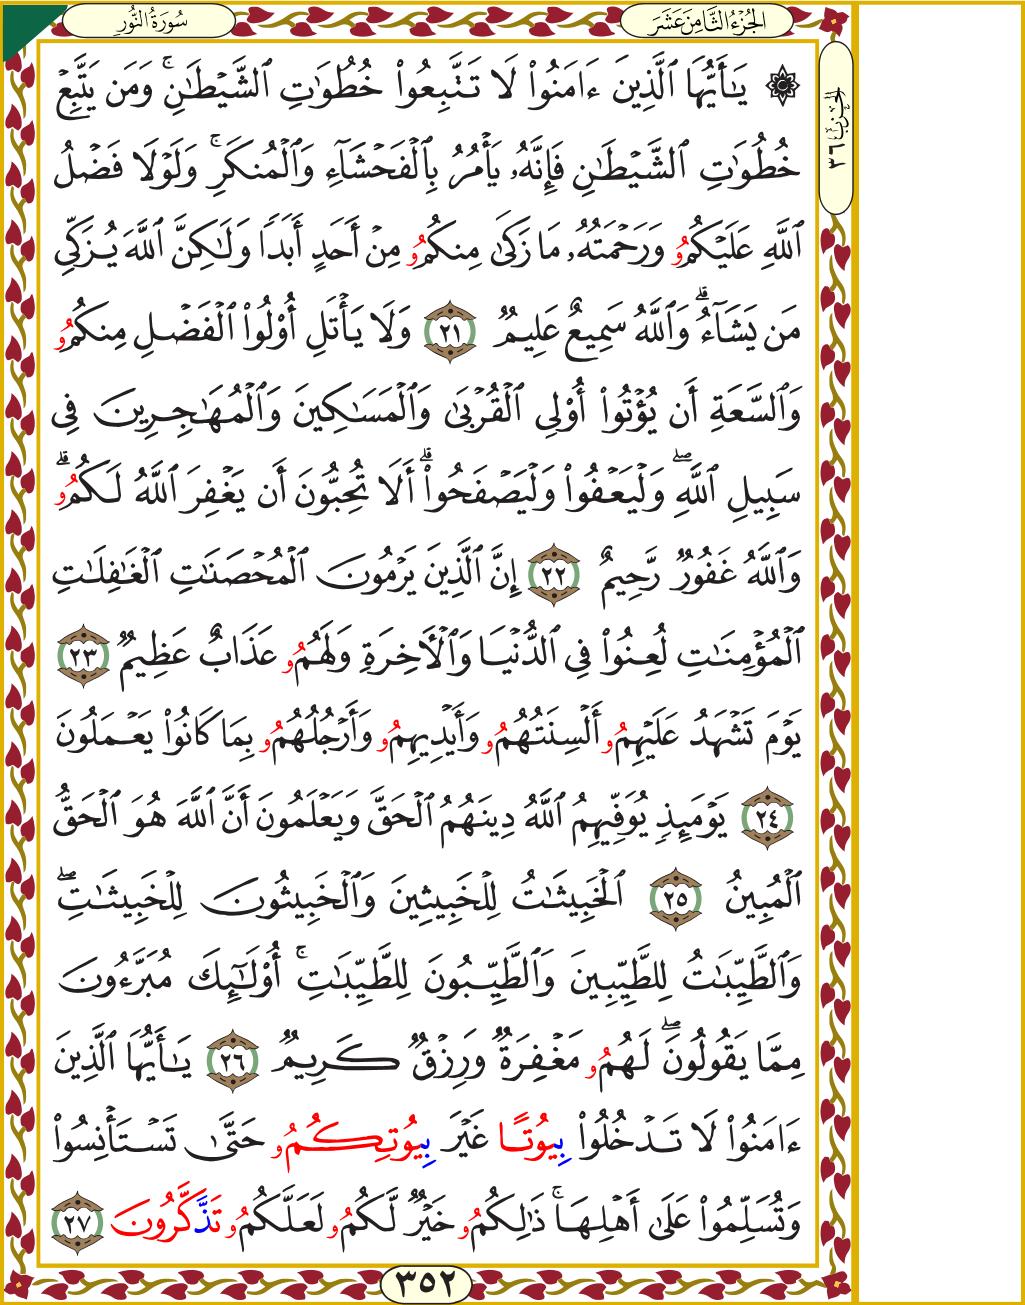 الجُزْءُ الثَّامِنَ عَشَرَ
سُورَةُ النُّورِ
الحِزْبُ ٣٦
۞ يَٰٓأَيُّهَا ٱلَّذِينَ ءَامَنُوا۟ لَا تَتَّبِعُوا۟ خُطُوَٰتِ ٱلشَّيْطَٰنِ ۚ وَمَن يَتَّبِعْ
خُطُوَٰتِ ٱلشَّيْطَٰنِ فَإِنَّهُۥ يَأْمُرُ بِٱلْفَحْشَآءِ وَٱلْمُنكَرِ ۚ وَلَوْلَا فَضْلُ
ٱللَّهِ عَلَيْكُمُۥ وَرَحْمَتُهُۥ مَا زَكَىٰ مِنكُمُۥ مِنْ أَحَدٍ أَبَدًا وَلَٰكِنَّ ٱللَّهَ يُزَكِّى
مَن يَشَآءُ ۗ وَٱللَّهُ سَمِيعٌ عَلِيمٌ ٢١ وَلَا يَأْتَلِ أُو۟لُوا۟ ٱلْفَضْلِ مِنكُمُۥ
وَٱلسَّعَةِ أَن يُؤْتُوٓا۟ أُو۟لِى ٱلْقُرْبَىٰ وَٱلْمَسَٰكِينَ وَٱلْمُهَٰجِرِينَ فِى
سَبِيلِ ٱللَّهِ ۖ وَلْيَعْفُوا۟ وَلْيَصْفَحُوٓا۟ ۗ أَلَا تُحِبُّونَ أَن يَغْفِرَ ٱللَّهُ لَكُمُۥ ۗ
وَٱللَّهُ غَفُورٌ رَّحِيمٌ ٢٢ إِنَّ ٱلَّذِينَ يَرْمُونَ ٱلْمُحْصَنَٰتِ ٱلْغَٰفِلَٰتِ
ٱلْمُؤْمِنَٰتِ لُعِنُوا۟ فِى ٱلدُّنْيَا وَٱلْـَٔاخِرَةِ وَلَهُمُۥ عَذَابٌ عَظِيمٌ ٢٣
يَوْمَ تَشْهَدُ عَلَيْهِمُۥ أَلْسِنَتُهُمُۥ وَأَيْدِيهِمُۥ وَأَرْجُلُهُمُۥ بِمَا كَانُوا۟ يَعْمَلُونَ
٢٤ يَوْمَئِذٍ يُوَفِّيهِمُ ٱللَّهُ دِينَهُمُ ٱلْحَقَّ وَيَعْلَمُونَ أَنَّ ٱللَّهَ هُوَ ٱلْحَقُّ
ٱلْمُبِينُ ٢٥ ٱلْخَبِيثَٰتُ لِلْخَبِيثِينَ وَٱلْخَبِيثُونَ لِلْخَبِيثَٰتِ ۖ
وَٱلطَّيِّبَٰتُ لِلطَّيِّبِينَ وَٱلطَّيِّبُونَ لِلطَّيِّبَٰتِ ۚ أُو۟لَٰٓئِكَ مُبَرَّءُونَ
مِمَّا يَقُولُونَ ۖ لَهُمُۥ مَغْفِرَةٌ وَرِزْقٌ كَرِيمٌ ٢٦ يَٰٓأَيُّهَا ٱلَّذِينَ
ءَامَنُوا۟ لَا تَدْخُلُوا۟ بِيُوتًا غَيْرَ بِيُوتِكُمُۥ حَتَّىٰ تَسْتَأْنِسُوا۟
وَتُسَلِّمُوا۟ عَلَىٰٓ أَهْلِهَا ۚ ذَٰلِكُمُۥ خَيْرٌ لَّكُمُۥ لَعَلَّكُمُۥ تَذَّكَّرُونَ ٢٧
٣٥٢